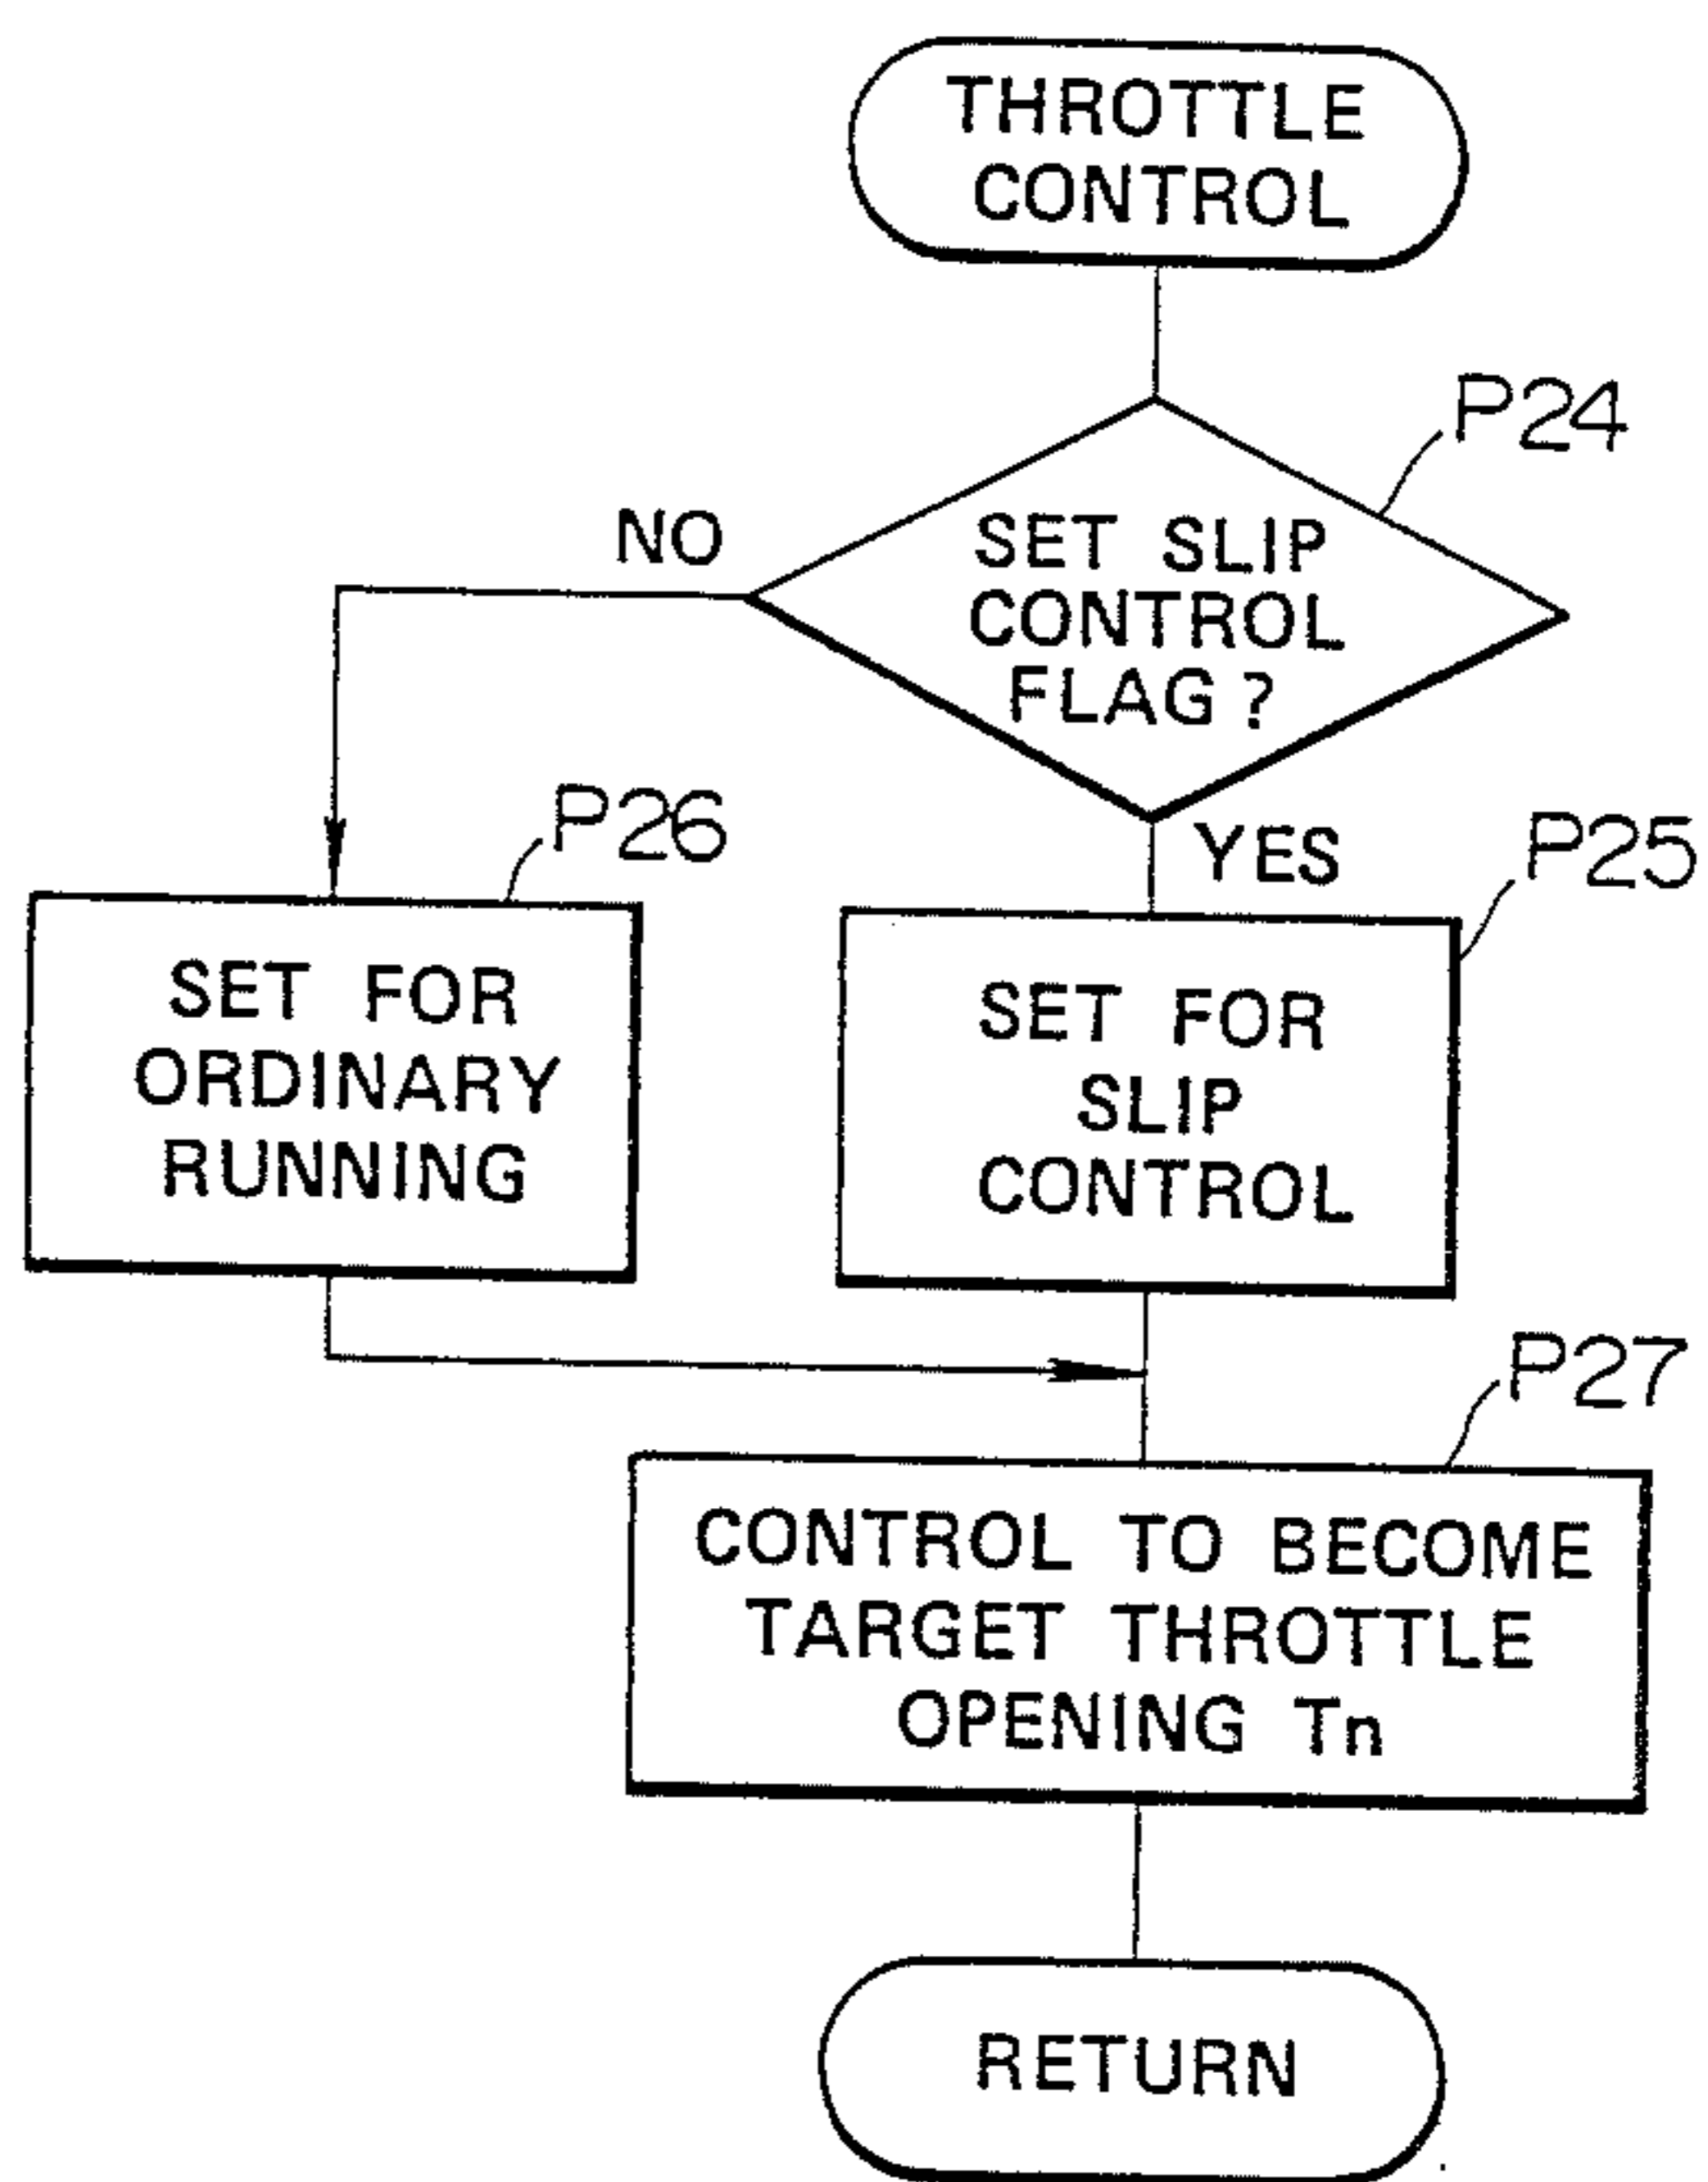 THROTTLE
CONTROL
P24
NO
SET SLIP
CONTROL
FLAG?
YES
P26
P25
SET FOR
ORDINARY
RUNNING
SET FOR
SLIP
CONTROL
P27
CONTROL TO BECOME
TARGET THROTTLE
OPENING Tn
RETURN